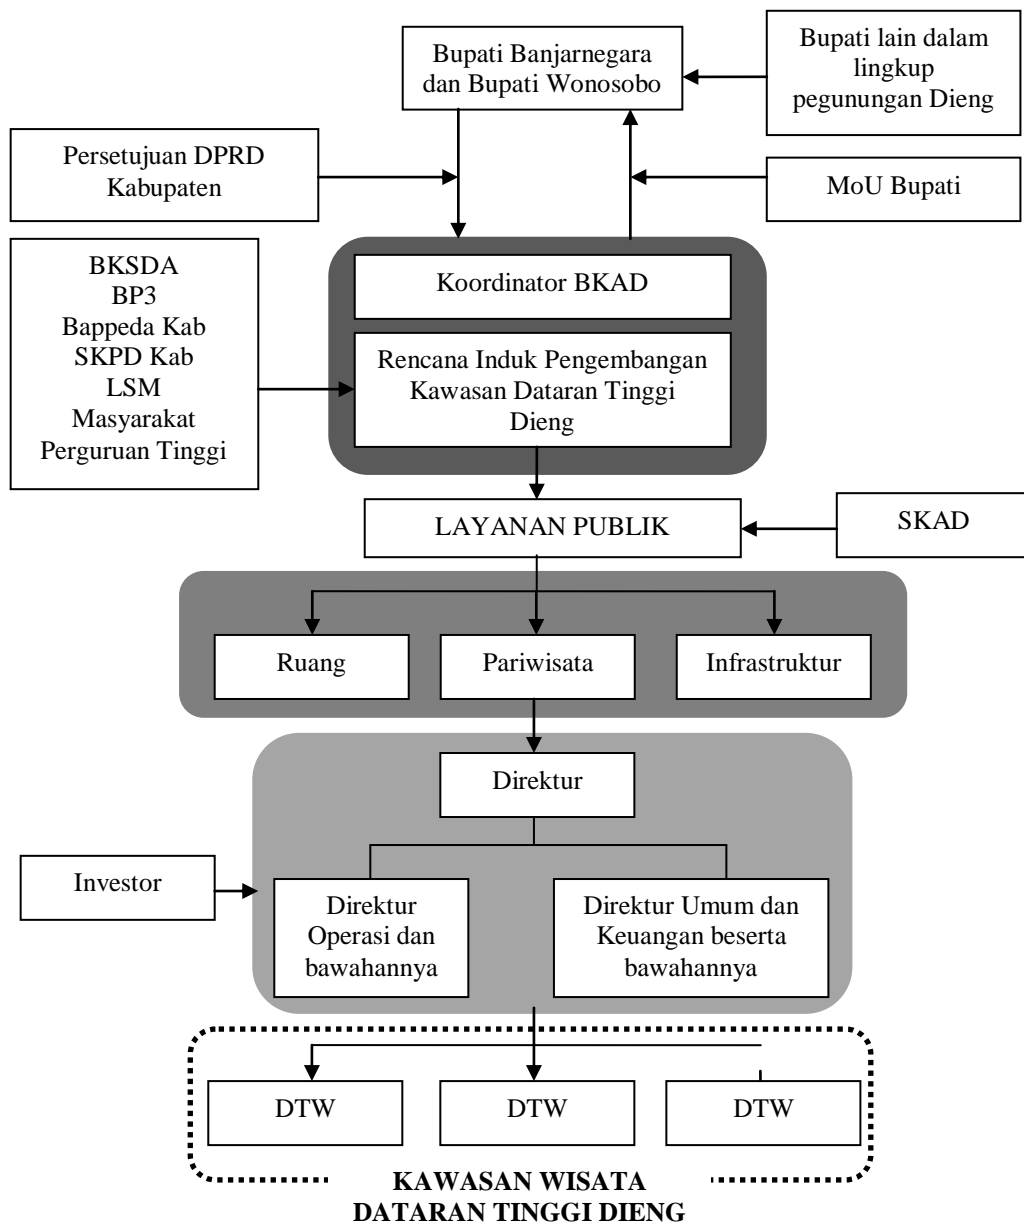 Bupati Banjarnegara
dan Bupati Wonosobo
Bupati lain dalam
lingkup
pegunungan Dieng
Persetujuan DPRD
Kabupaten
MoU Bupati
BKSDA
BP3
Bappeda Kab
SKPD Kab
LSM
Masyarakat
Perguruan Tinggi
Koordinator BKAD
Rencana Induk Pengembangan
Kawasan Dataran Tinggi
Dieng
LAYANAN PUBLIK
SKAD
Ruang
Pariwisata
Infrastruktur
Direktur
Investor
Direktur
Operasi dan
bawahannya
Direktur Umum dan
Keuangan beserta
bawahannya
DTW
DTW
DTW
KAWASAN WISATA
DATARAN TINGGI DIENG